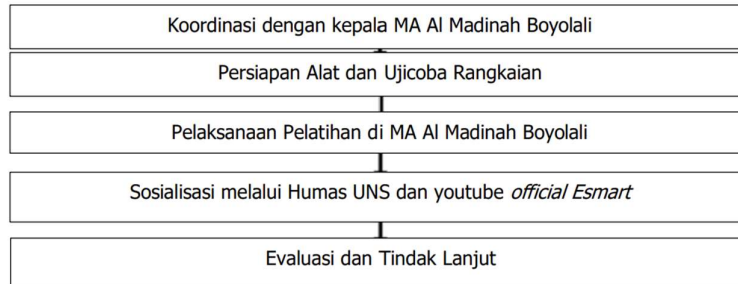 Koordinasi dengan kepala MA Al Madinah Boyolali
Persiapan Alat dan Ujicoba Rangkaian
Pelaksanaan Pelatihan di MA Al Madinah Boyolali
Sosialisasi melalui Humas UNS dan youtube official Esmart
Evaluasi dan Tindak Lanjut